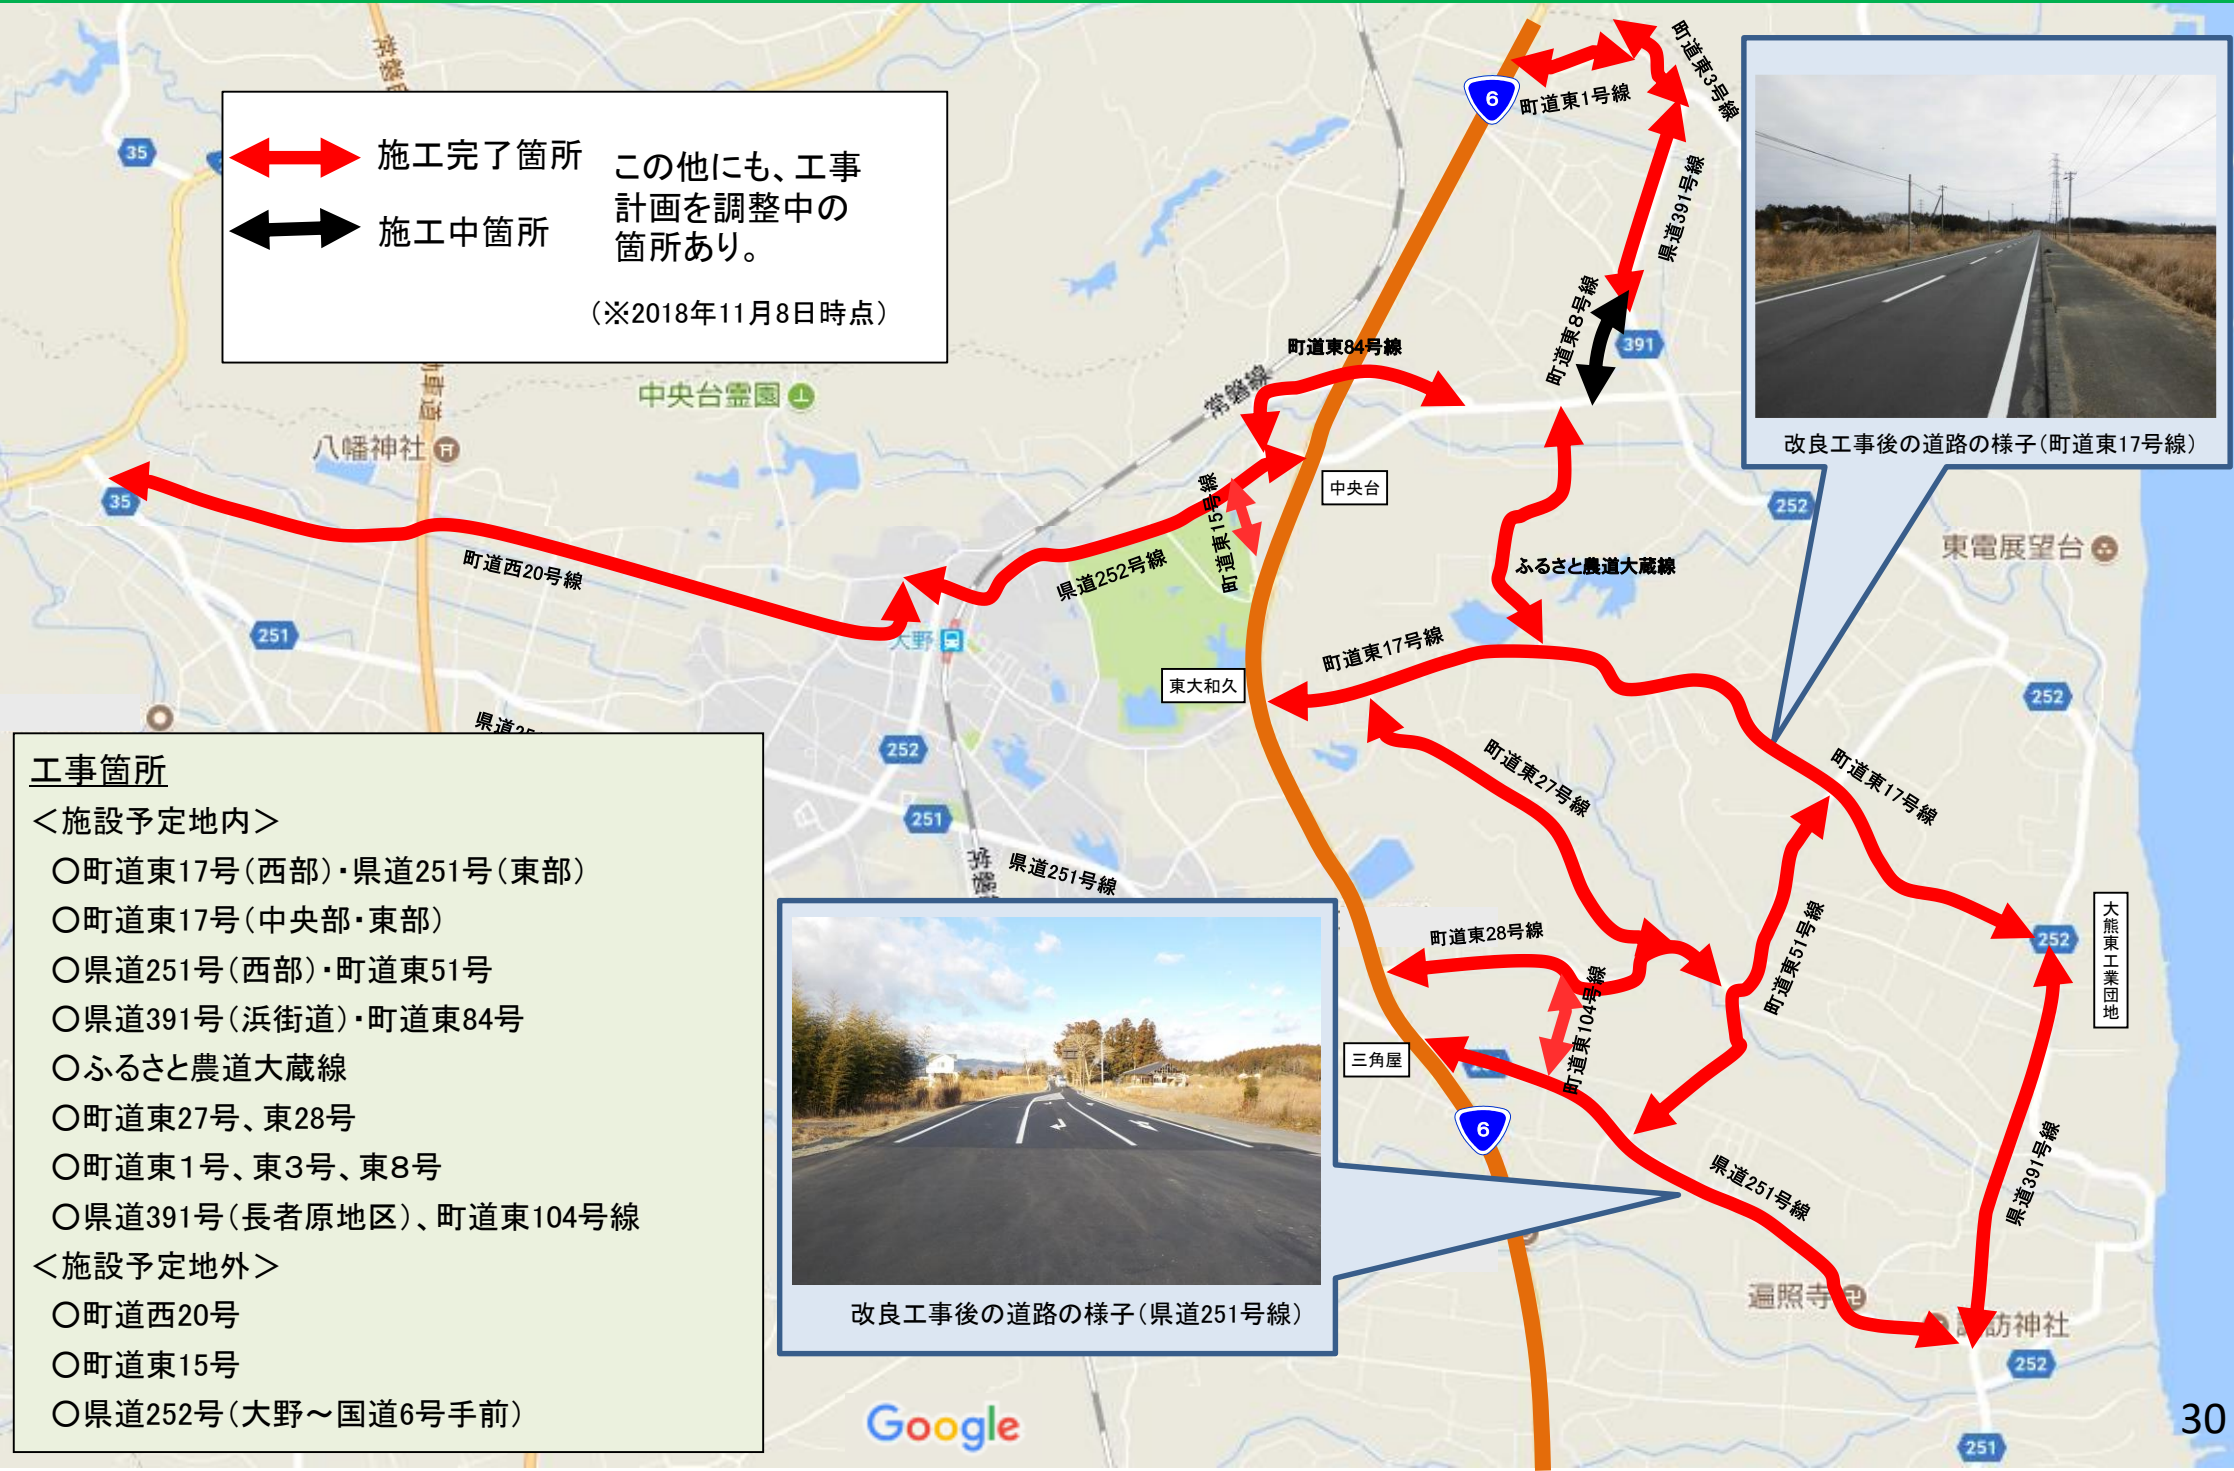 施工完了箇所
施工中箇所
この他にも、工事
計画を調整中の
箇所あり。
（※2018年11月8日時点）
6
町道東1号線
町道東3号線
県道391号線
町道東8号線
391
改良工事後の道路の様子（町道東17号線）
35
八幡神社
中央台霊園
常磐線
町道東84号線
中央台
252
東電展望台
35
町道西20号線
251
大野
県道252号線
町道東15号線
ふるさと農道大蔵線
東大和久
町道東17号線
252
252
251
県道251号線
常磐
町道東27号線
町道東17号線
町道東28号線
町道東104号線
町道東51号線
252
大熊東工業団地
三角屋
6
県道251号線
県道391号線
遍照寺
諏訪神社
252
251
改良工事後の道路の様子（県道251号線）
工事箇所
＜施設予定地内＞
〇町道東17号（西部）・県道251号（東部）
〇町道東17号（中央部・東部）
〇県道251号（西部）・町道東51号
〇県道391号（浜街道）・町道東84号
〇ふるさと農道大蔵線
〇町道東27号、東28号
〇町道東１号、東３号、東８号
〇県道391号（長者原地区）、町道東104号線
＜施設予定地外＞
〇町道西20号
〇町道東15号
〇県道252号（大野～国道6号手前）
Google
30